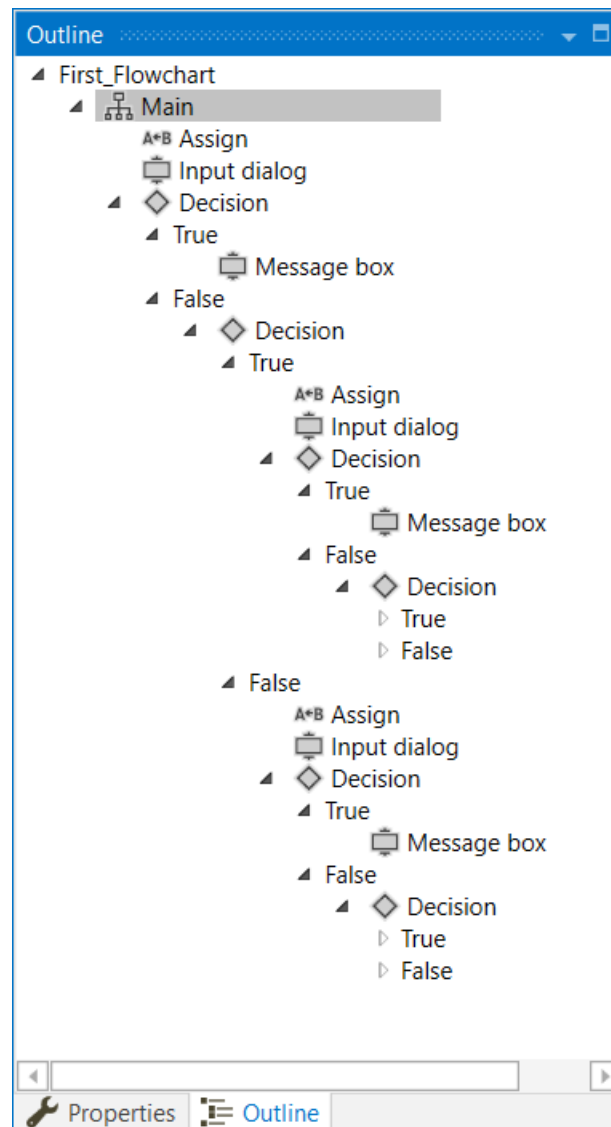 Outline
First_Flowchart
Main
A+B Assign
Input dialog
Decision
True
Message box
False
Decision
True
A+B Assign
Input dialog
Decision
True
Message box
False
Decision
True
False
False
A+B Assign
Input dialog
Decision
True
Message box
False
Decision
True
False
Properties Outline